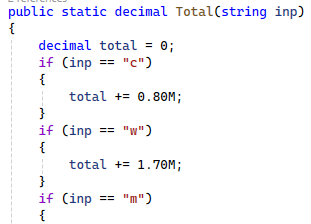 public static decimal Total(string inp)
{
decimal total = 0;
if (inp == "c")
{
total += 0.80M;
}
if (inp == "w")
{
total += 1.70M;
}
if (inp == "m")
{